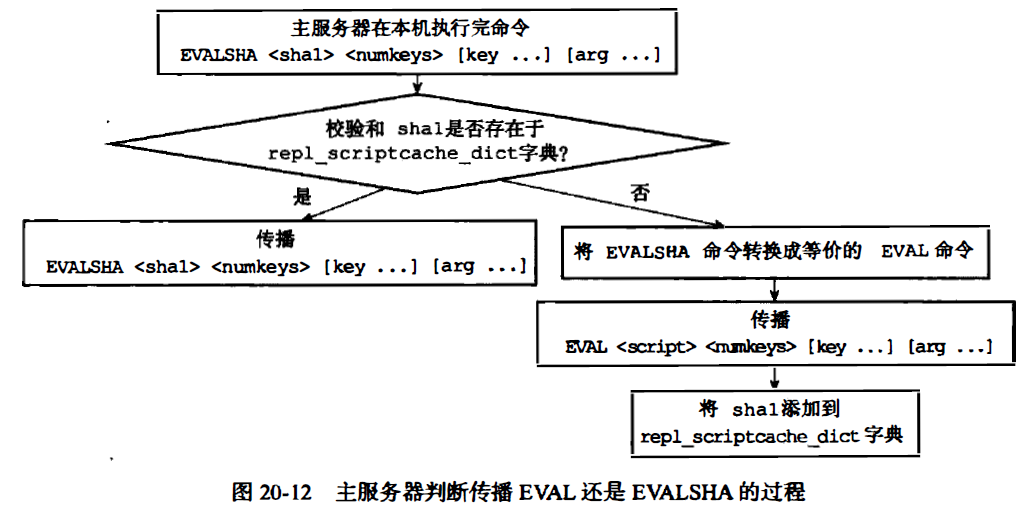 主服务器在本机执行完命令
EVALSHA <sha1> <numkeys> [key ...] [arg ...]
校验和 sha1是否存在于
repl_scriptcache_dict字典?
是
否
传播
EVALSHA <sha1> <numkeys> [key ...] [arg ...]
将 EVALSHA 命令转换成等价的 EVAL 命令
传播
EVAL <script> <numkeys> [key ...] [arg ...]
将 sha1添加到
repl_scriptcache_dict 字典
图 20-12 主服务器判断传播 EVAL 还是 EVALSHA 的过程